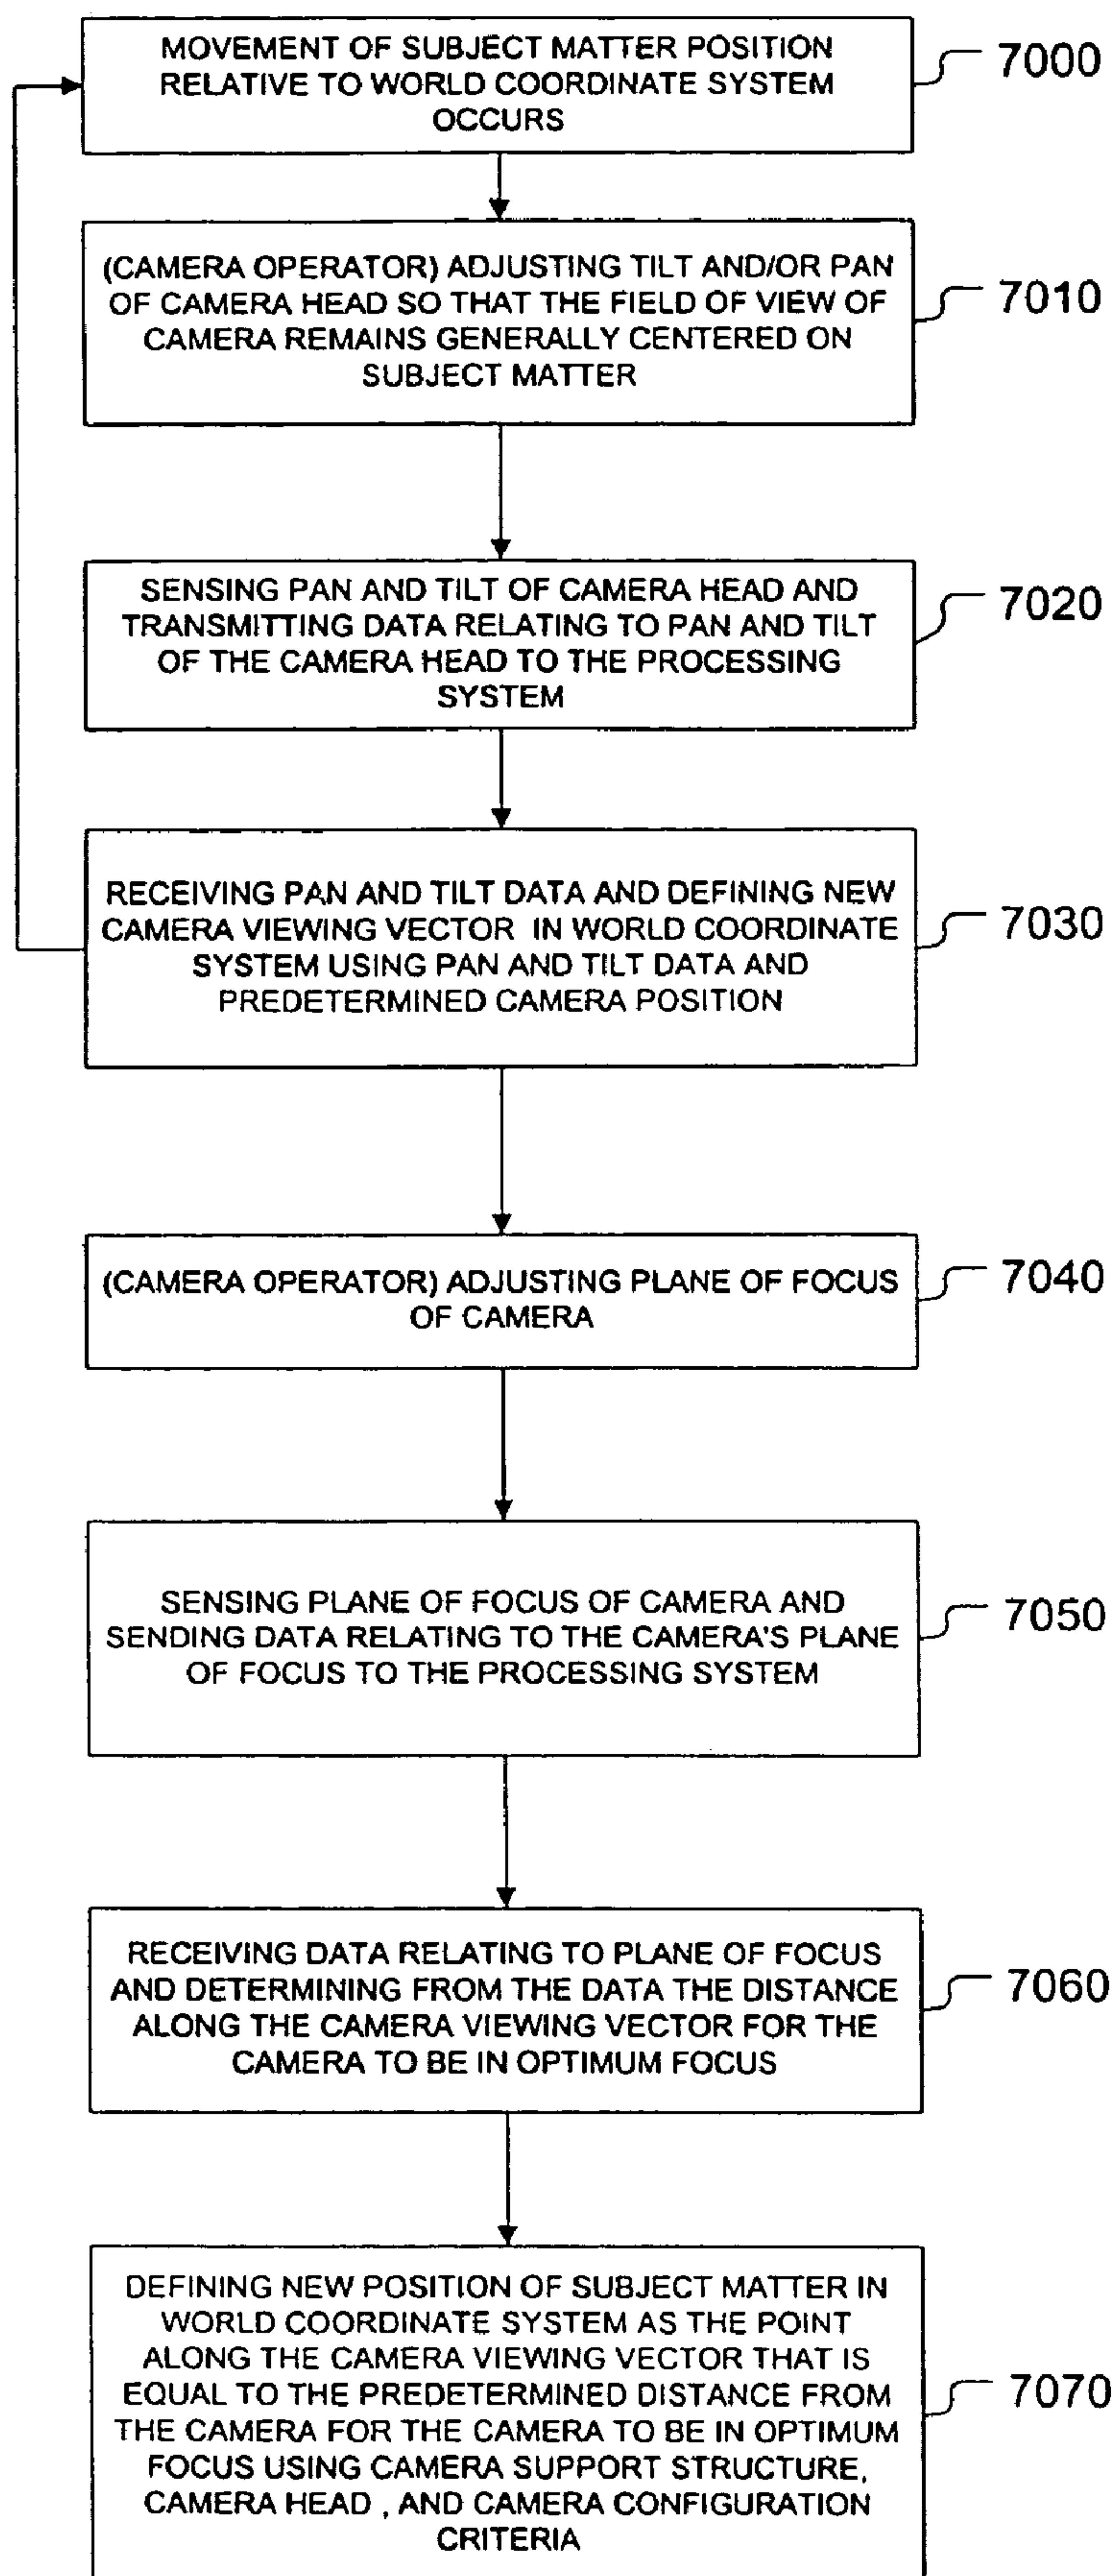 MOVEMENT OF SUBJECT MATTER POSITION
RELATIVE TO WORLD COORDINATE SYSTEM
OCCURS
7000
(CAMERA OPERATOR) ADJUSTING TILT AND/OR PAN
OF CAMERA HEAD SO THAT THE FIELD OF VIEW OF
CAMERA REMAINS GENERALLY CENTERED ON
SUBJECT MATTER
7010
SENSING PAN AND TILT OF CAMERA HEAD AND
TRANSMITTING DATA RELATING TO PAN AND TILT
OF THE CAMERA HEAD TO THE PROCESSING
SYSTEM
7020
RECEIVING PAN AND TILT DATA AND DEFINING NEW
CAMERA VIEWING VECTOR IN WORLD COORDINATE
SYSTEM USING PAN AND TILT DATA AND
PREDETERMINED CAMERA POSITION
7030
(CAMERA OPERATOR) ADJUSTING PLANE OF FOCUS
OF CAMERA
7040
SENSING PLANE OF FOCUS OF CAMERA AND
SENDING DATA RELATING TO THE CAMERA'S PLANE
OF FOCUS TO THE PROCESSING SYSTEM
7050
RECEIVING DATA RELATING TO PLANE OF FOCUS
AND DETERMINING FROM THE DATA THE DISTANCE
ALONG THE CAMERA VIEWING VECTOR FOR THE
CAMERA TO BE IN OPTIMUM FOCUS
7060
DEFINING NEW POSITION OF SUBJECT MATTER IN
WORLD COORDINATE SYSTEM AS THE POINT
ALONG THE CAMERA VIEWING VECTOR THAT IS
EQUAL TO THE PREDETERMINED DISTANCE FROM
THE CAMERA FOR THE CAMERA TO BE IN OPTIMUM
FOCUS USING CAMERA SUPPORT STRUCTURE,
CAMERA HEAD , AND CAMERA CONFIGURATION
CRITERIA
7070